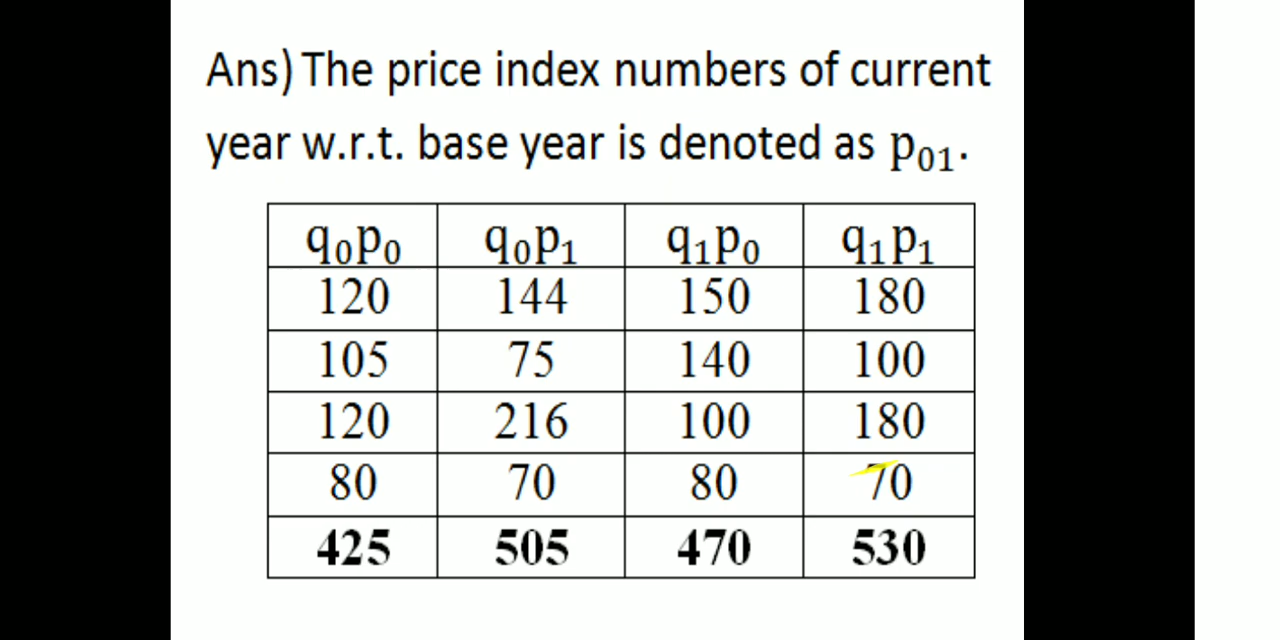 Ans) The price index numbers of current
year w.r.t. base year is denoted as p₀₁.
q₀p₀ q₀p₁ q₁p₀ q₁p₁
120 144 150 180
105 75 140 100
120 216 100 180
80 70 80 70
425 505 470 530